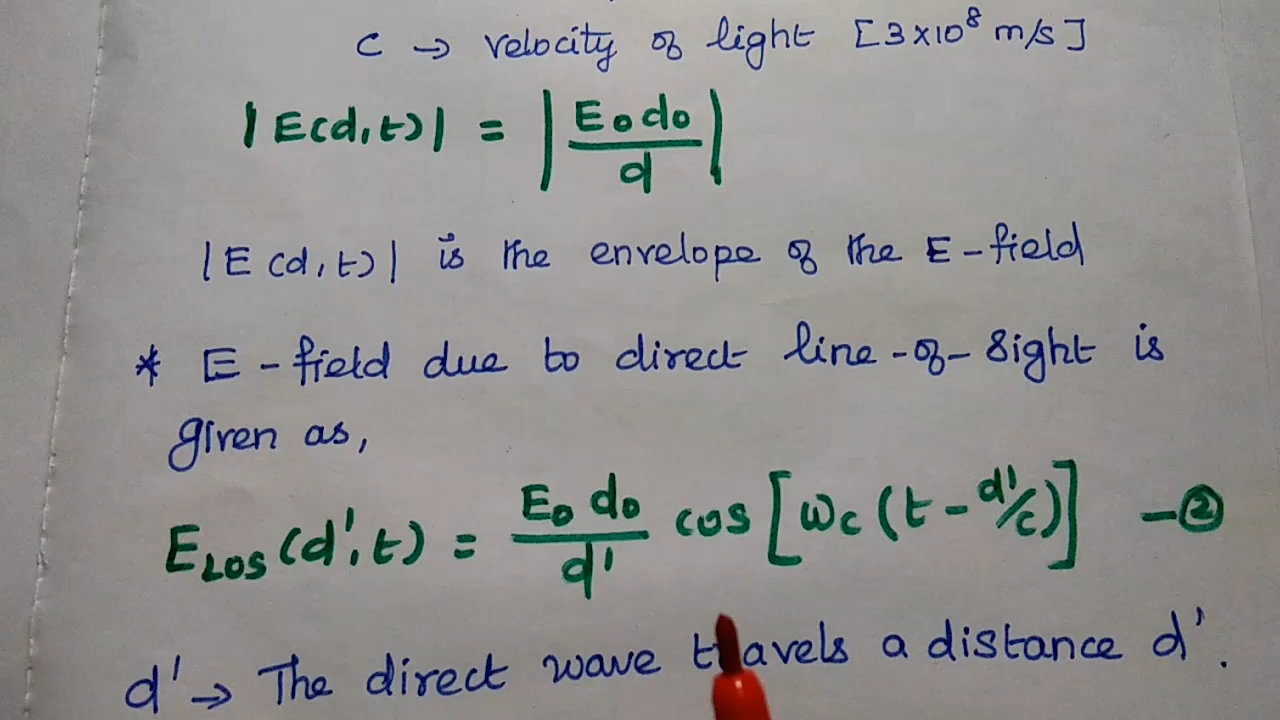 c → velocity of light [3×10⁸ m/s]
|E(d,t)| = |E₀d₀/d|
|E(d,t)| is the envelope of the E-field
* E-field due to direct line-of-sight is
given as,
E_LOS(d',t) = E₀d₀/d' cos[ω_c(t - d'/c)] -②
d' → The direct wave travels a distance d'.